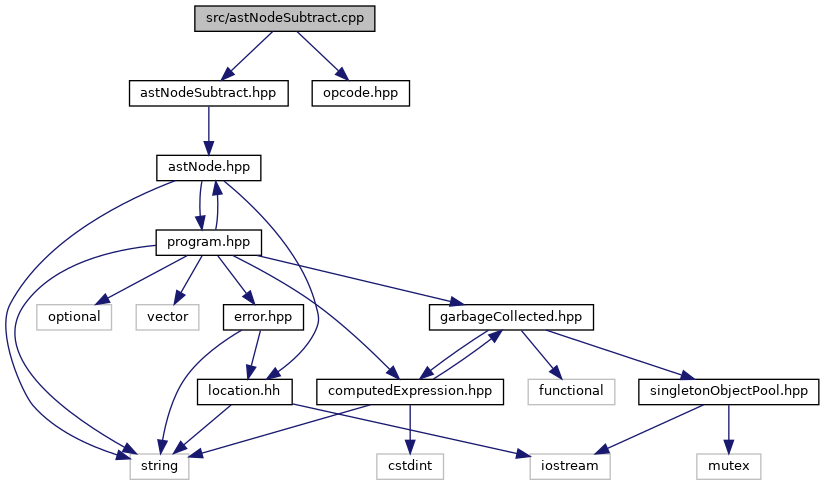 src/astNodeSubtract.cpp
astNodeSubtract.hpp
opcode.hpp
astNode.hpp
program.hpp
optional
vector
error.hpp
garbageCollected.hpp
location.hh
computedExpression.hpp
functional
singletonObjectPool.hpp
string
cstdint
iostream
mutex